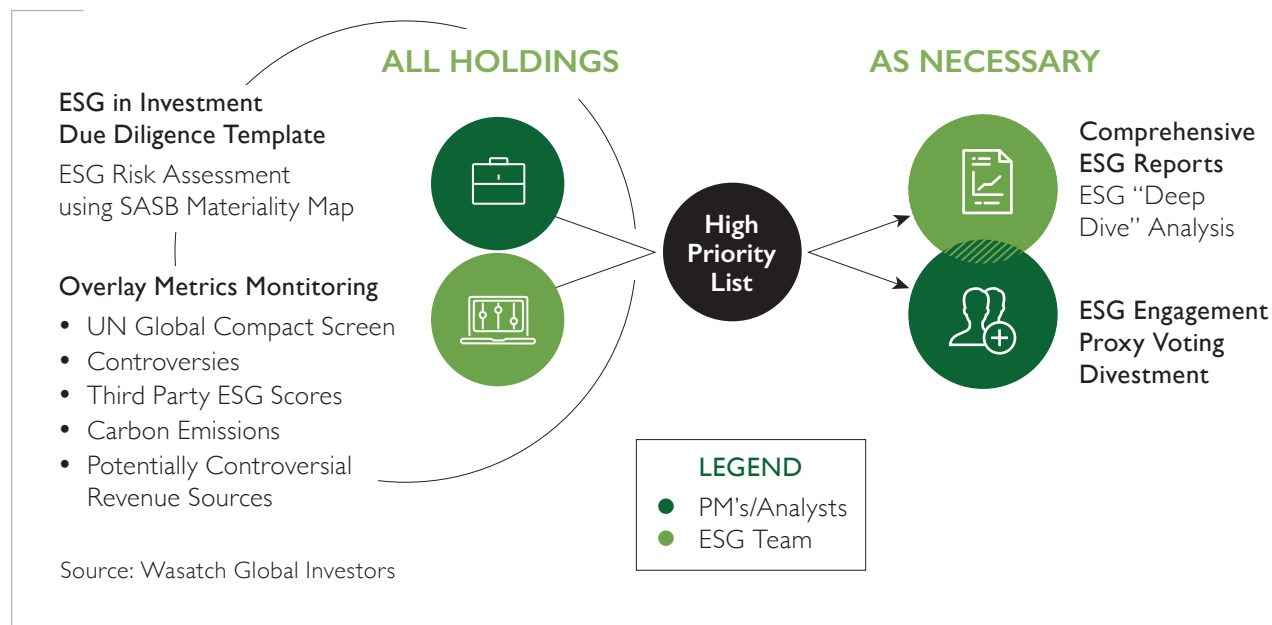 ALL HOLDINGS
AS NECESSARY
ESG in Investment
Due Diligence Template
ESG Risk Assessment
using SASB Materiality Map
Overlay Metrics Montitoring
• UN Global Compact Screen
• Controversies
• Third Party ESG Scores
• Carbon Emissions
• Potentially Controversial
Revenue Sources
High
Priority
List
Comprehensive
ESG Reports
ESG “Deep
Dive” Analysis
ESG Engagement
Proxy Voting
Divestment
LEGEND
PM's/Analysts
ESG Team
Source: Wasatch Global Investors